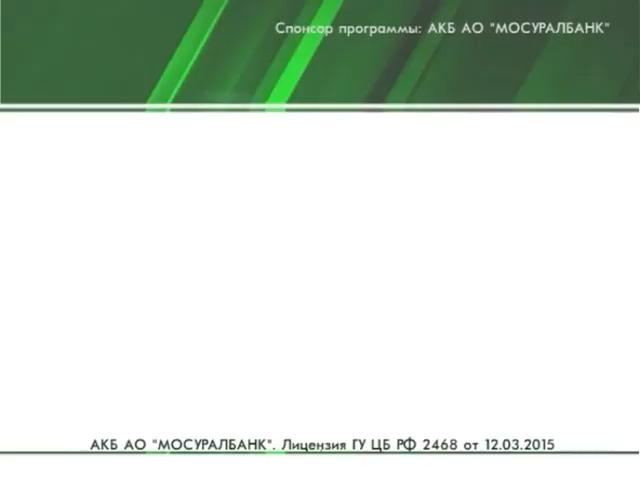 Спонсор программы: АКБ АО "МОСУРАЛБАНК"
АКБ АО "МОСУРАЛБАНК". Лицензия ГУ ЦБ РФ 2468 от 12.03.2015